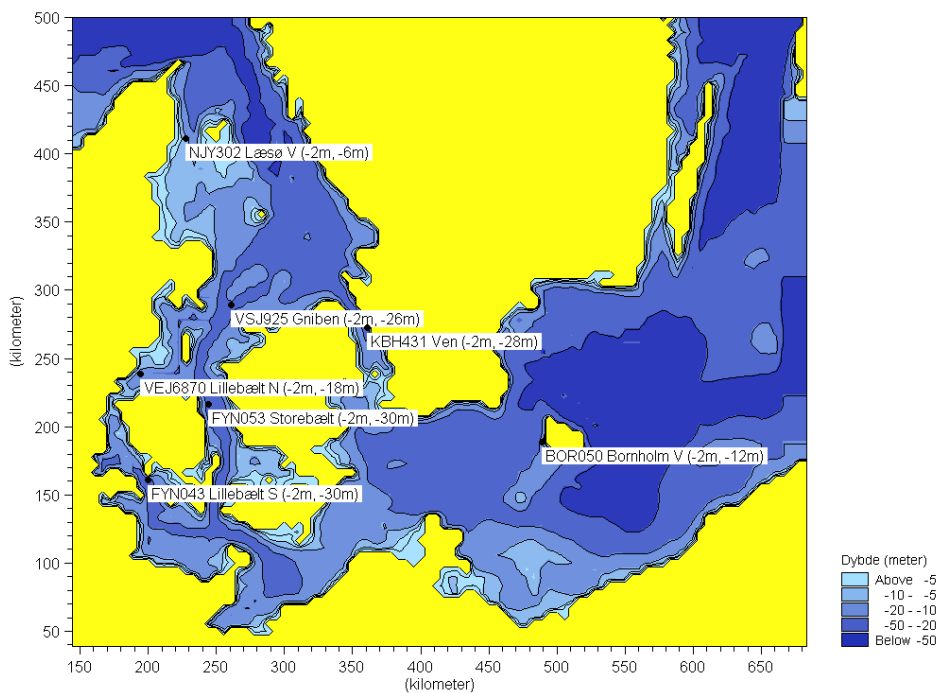 500
450
400
350
300
250
200
150
100
50
(kilometer)
NJY302 Læsø V (-2m, -6m)
VSJ925 Gniben (-2m, -26m)
KBH431 Ven (-2m, -28m)
VEJ6870 Lillebælt N (-2m, -18m)
FYN053 Storebælt (-2m, -30m)
BOR050 Bornholm V (-2m, -12m)
FYN043 Lillebælt S (-2m, -30m)
150 200 250 300 350 400 450 500 550 600 650
(kilometer)
Dybde (meter)
Above -5
-10 - -5
-20 - -10
-50 - -20
Below -50